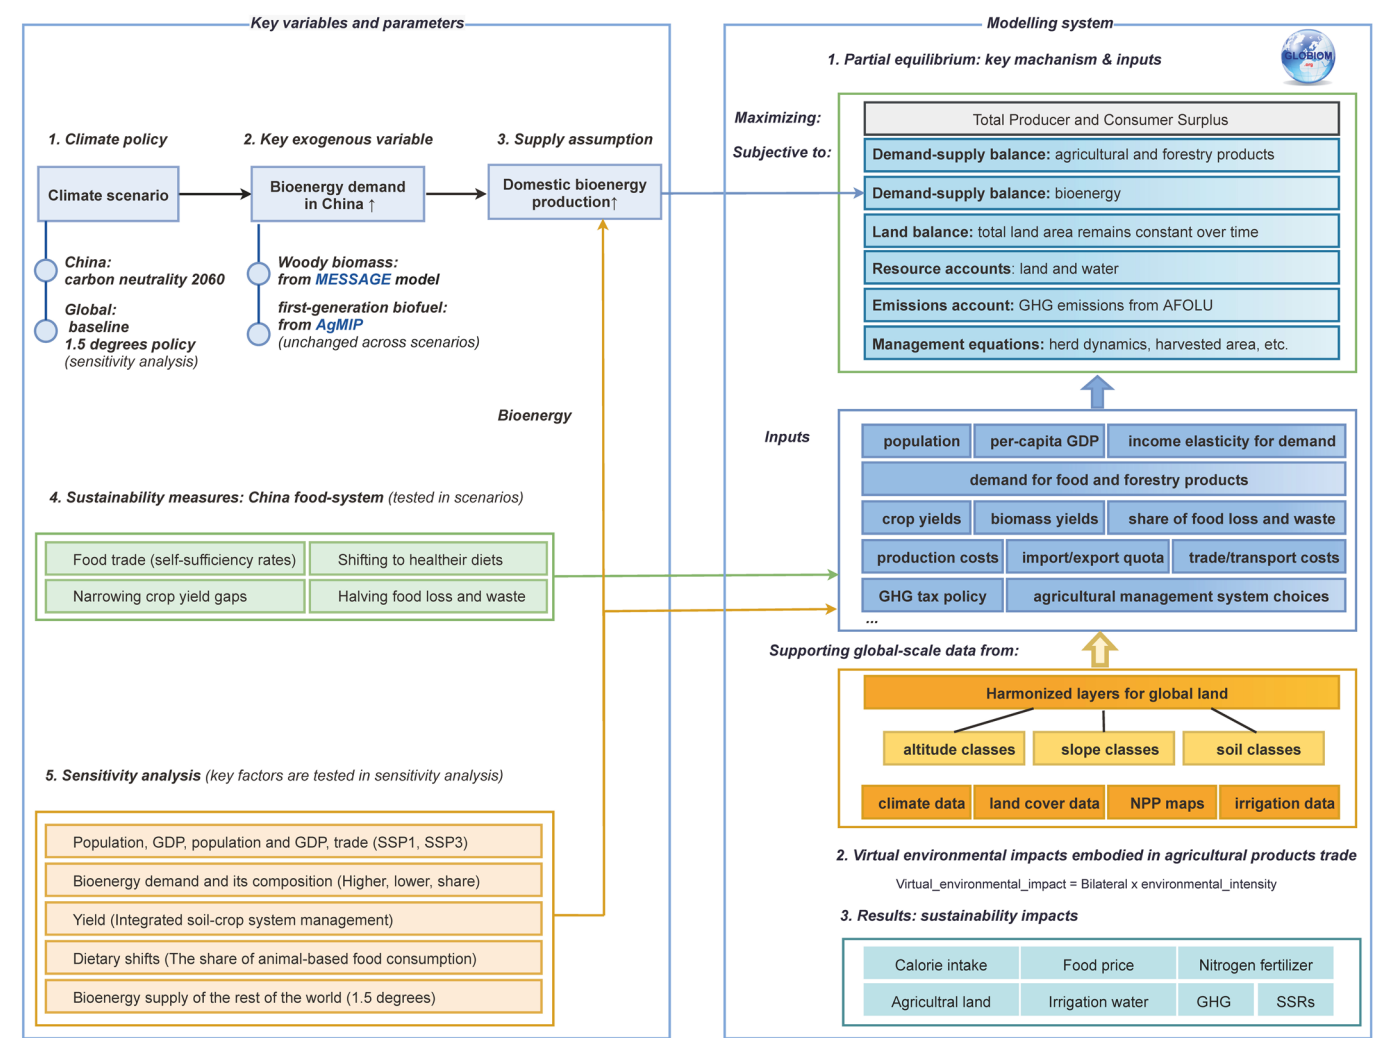 Key variables and parameters
1. Climate policy
2. Key exogenous variable
3. Supply assumption
Climate scenario
Bioenergy demand
in China ↑
Domestic bioenergy
production↑
China:
carbon neutrality 2060
Global:
baseline
1.5 degrees policy
(sensitivity analysis)
Woody biomass:
from MESSAGE model
first-generation biofuel:
from AgMIP
(unchanged across scenarios)
Bioenergy
4. Sustainability measures: China food-system (tested in scenarios)
Food trade (self-sufficiency rates)
Shifting to healtheir diets
Narrowing crop yield gaps
Halving food loss and waste
5. Sensitivity analysis (key factors are tested in sensitivity analysis)
Population, GDP, population and GDP, trade (SSP1, SSP3)
Bioenergy demand and its composition (Higher, lower, share)
Yield (Integrated soil-crop system management)
Dietary shifts (The share of animal-based food consumption)
Bioenergy supply of the rest of the world (1.5 degrees)
Modelling system
1. Partial equilibrium: key machanism & inputs
GLOBIOM
.org
Maximizing:
Total Producer and Consumer Surplus
Subjective to:
Demand-supply balance: agricultural and forestry products
Demand-supply balance: bioenergy
Land balance: total land area remains constant over time
Resource accounts: land and water
Emissions account: GHG emissions from AFOLU
Management equations: herd dynamics, harvested area, etc.
Inputs
population
per-capita GDP
income elasticity for demand
demand for food and forestry products
crop yields
biomass yields
share of food loss and waste
production costs
import/export quota
trade/transport costs
GHG tax policy
agricultural management system choices
...
Supporting global-scale data from:
Harmonized layers for global land
altitude classes
slope classes
soil classes
climate data
land cover data
NPP maps
irrigation data
2. Virtual environmental impacts embodied in agricultural products trade
Virtual_environmental_impact = Bilateral x environmental_intensity
3. Results: sustainability impacts
Calorie intake
Food price
Nitrogen fertilizer
Agricultral land
Irrigation water
GHG
SSRs